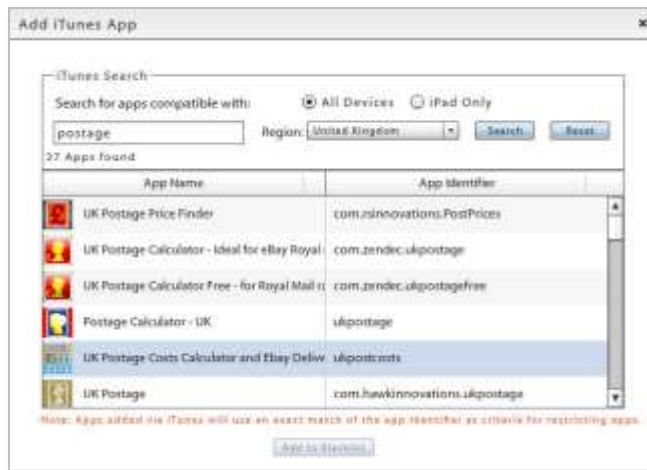 Add iTunes App
iTunes Search
Search for apps compatible with: All Devices iPad Only
postage Region: United Kingdom Search Reset
27 Apps found
App Name App Identifier
UK Postage Price Finder com.rsinnovations.PostPrices
UK Postage Calculator - Ideal for eBay Royal com.zendec.ukpostage
UK Postage Calculator Free - for Royal Mail com.zendec.ukpostagefree
Postage Calculator - UK ukpostage
UK Postage Costs Calculator and Ebay Deliv ukpostcosts
UK Postage com.hawkinnovations.ukpostage
Note: Apps added via iTunes will use an exact match of the app identifier as criteria for restricting apps.
Add to Blacklist